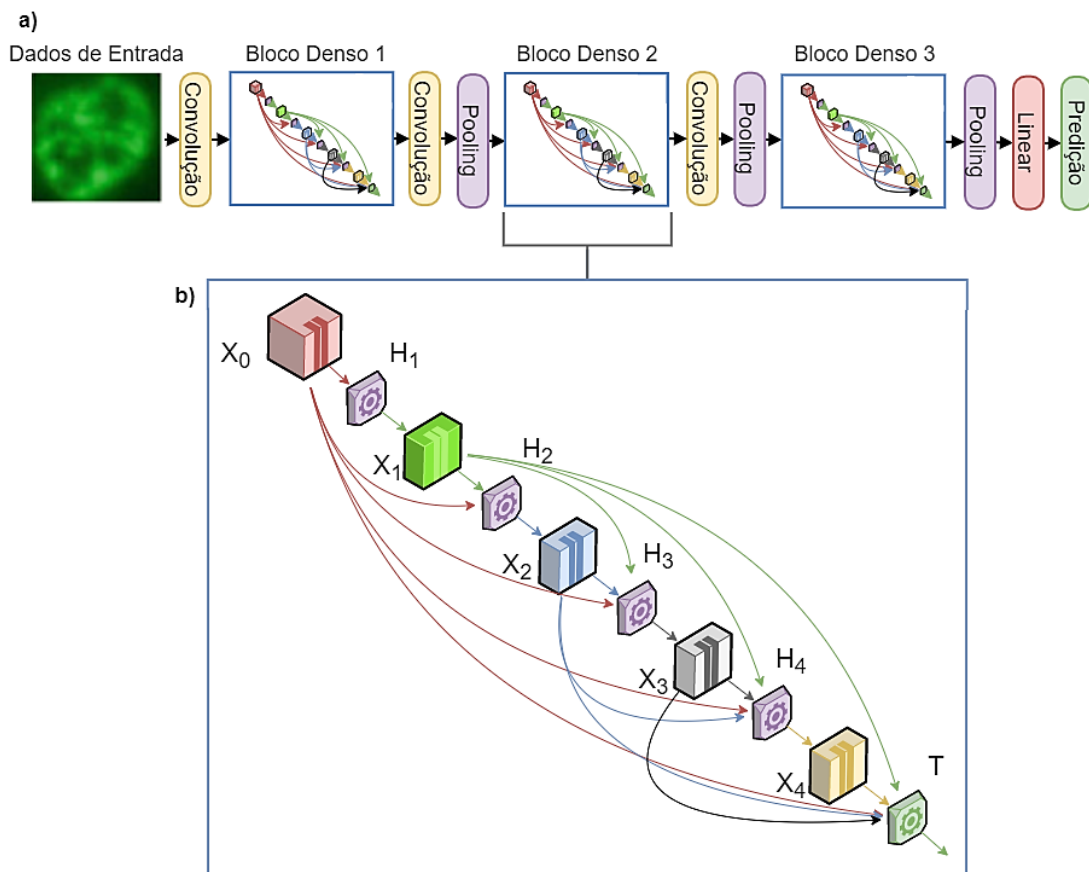 a)
Dados de Entrada
Convolução
Bloco Denso 1
Convolução
Pooling
Bloco Denso 2
Convolução
Pooling
Bloco Denso 3
Pooling
Linear
Predição
b)
X0
H1
X1
H2
X2
H3
X3
H4
X4
T